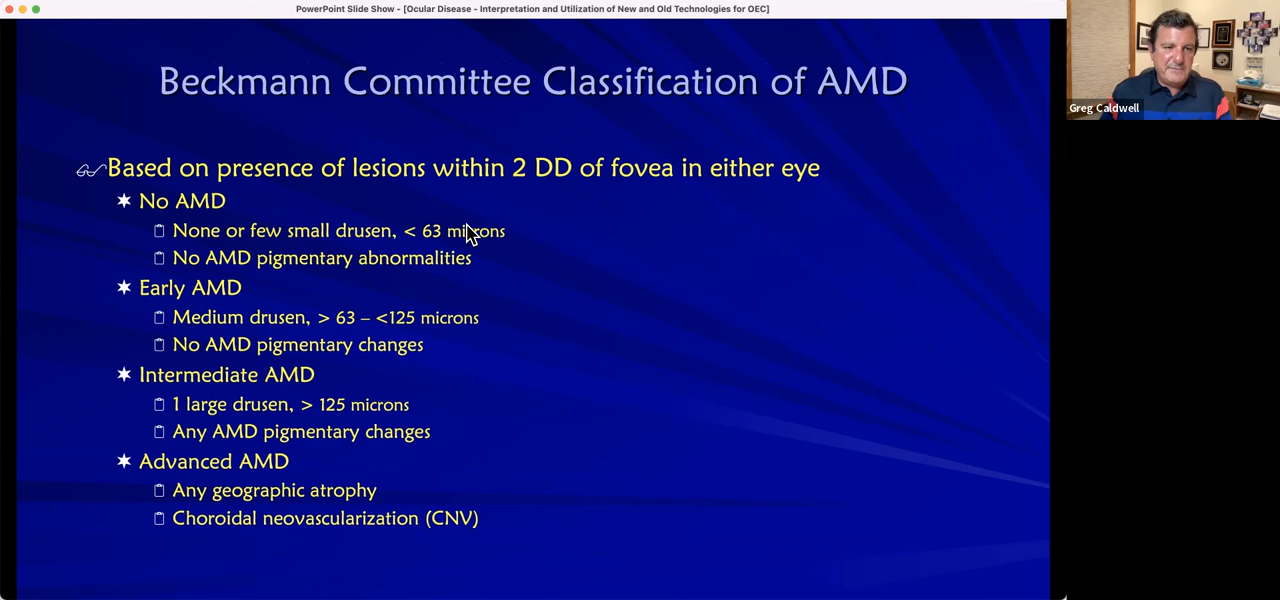 PowerPoint Slide Show - [Ocular Disease - Interpretation and Utilization of New and Old Technologies for OEC]
Beckmann Committee Classification of AMD
Based on presence of lesions within 2 DD of fovea in either eye
No AMD
None or few small drusen, < 63 microns
No AMD pigmentary abnormalities
Early AMD
Medium drusen, > 63 – <125 microns
No AMD pigmentary changes
Intermediate AMD
1 large drusen, > 125 microns
Any AMD pigmentary changes
Advanced AMD
Any geographic atrophy
Choroidal neovascularization (CNV)
Greg Caldwell